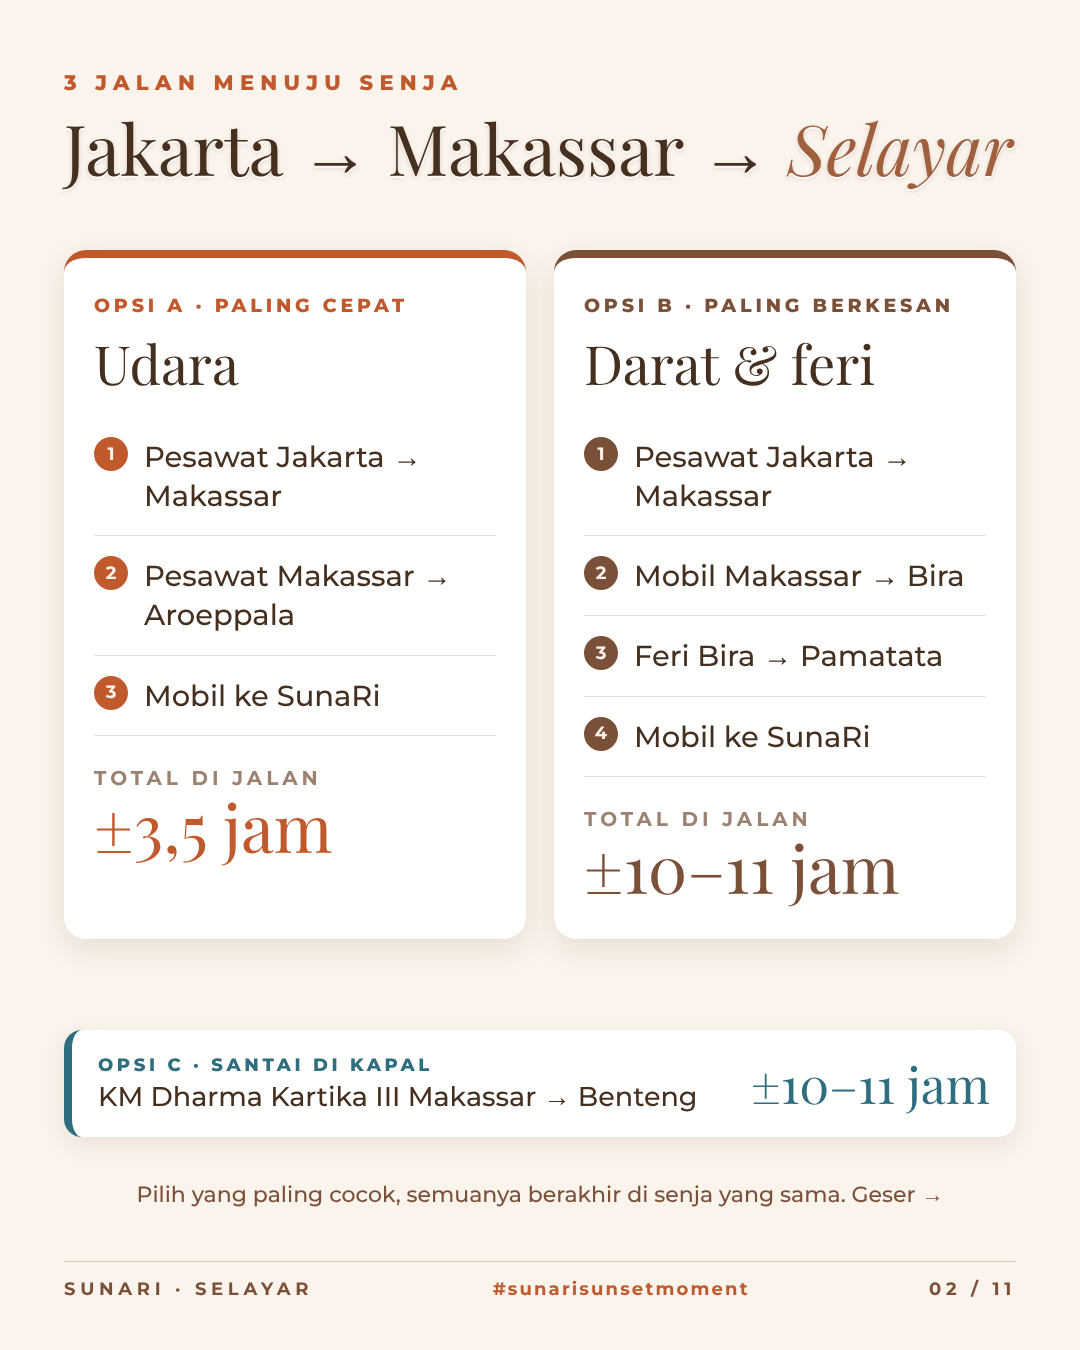 3 JALAN MENUJU SENJA
Jakarta → Makassar → Selayar
OPSI A · PALING CEPAT
Udara
1 Pesawat Jakarta →
Makassar
2 Pesawat Makassar →
Aroeppala
3 Mobil ke SunaRi
TOTAL DI JALAN
±3,5 jam
OPSI B · PALING BERKESAN
Darat & feri
1 Pesawat Jakarta →
Makassar
2 Mobil Makassar → Bira
3 Feri Bira → Pamatata
4 Mobil ke SunaRi
TOTAL DI JALAN
±10–11 jam
OPSI C · SANTAI DI KAPAL
KM Dharma Kartika III Makassar → Benteng
±10–11 jam
Pilih yang paling cocok, semuanya berakhir di senja yang sama. Geser →
SUNARI · SELAYAR
#sunarisunsetmoment
02 / 11